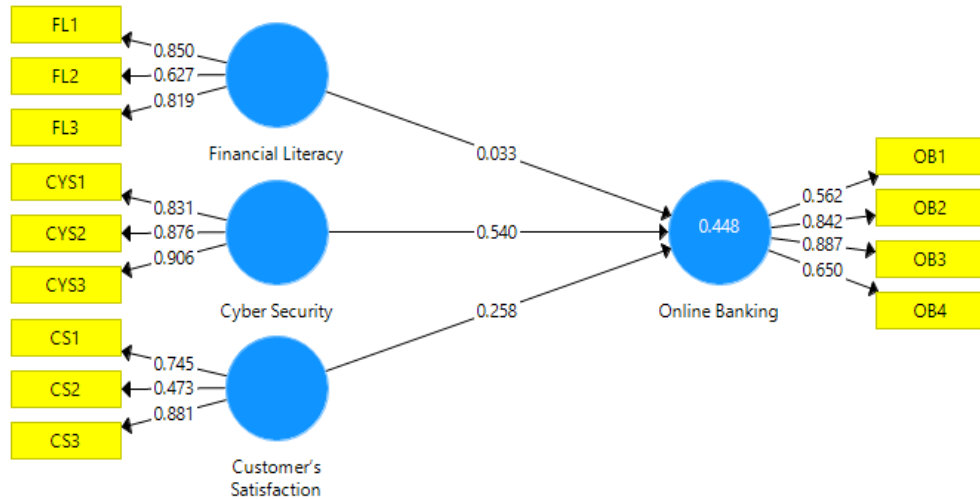 FL1
0.850
FL2
0.627
FL3
0.819
Financial Literacy
0.033
CYS1
0.831
CYS2
0.876
CYS3
0.906
Cyber Security
0.540
CS1
0.745
CS2
0.473
CS3
0.881
Customer's
Satisfaction
0.258
0.448
Online Banking
0.562
OB1
0.842
OB2
0.887
OB3
0.650
OB4